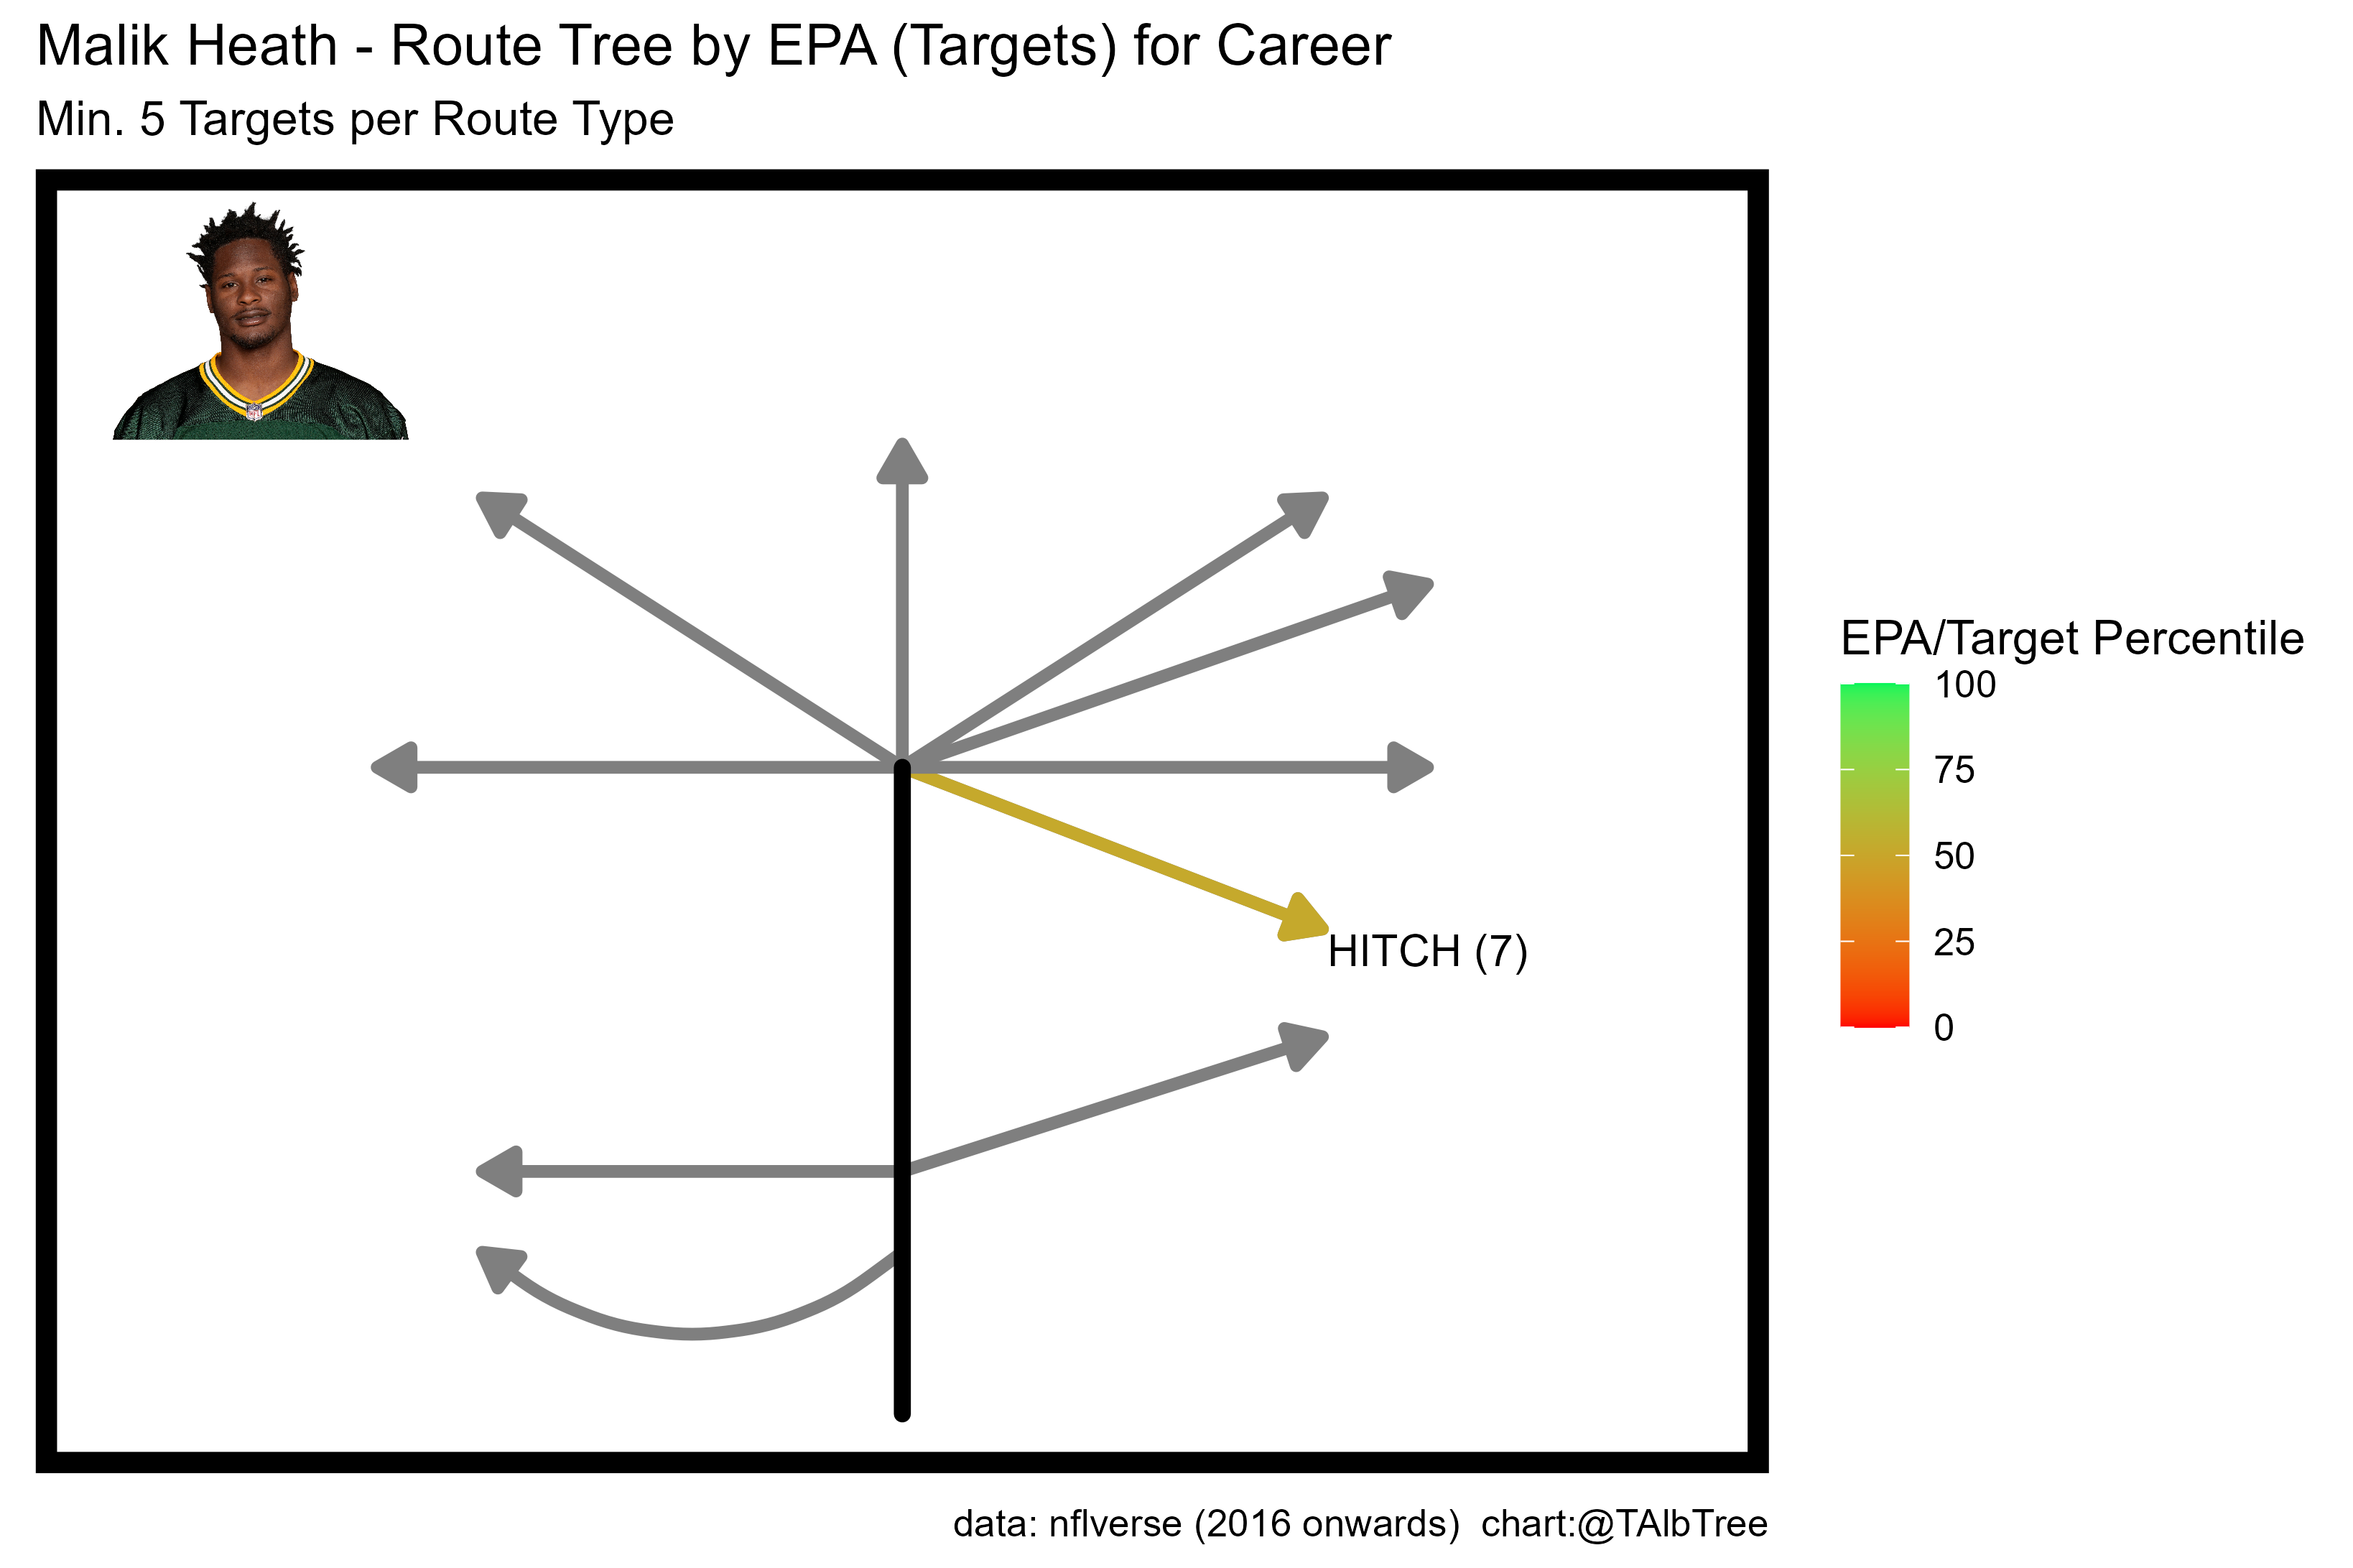 Malik Heath - Route Tree by EPA (Targets) for Career
Min. 5 Targets per Route Type
HITCH (7)
EPA/Target Percentile
100
75
50
25
0
data: nflverse (2016 onwards)  chart:@TAlbTree